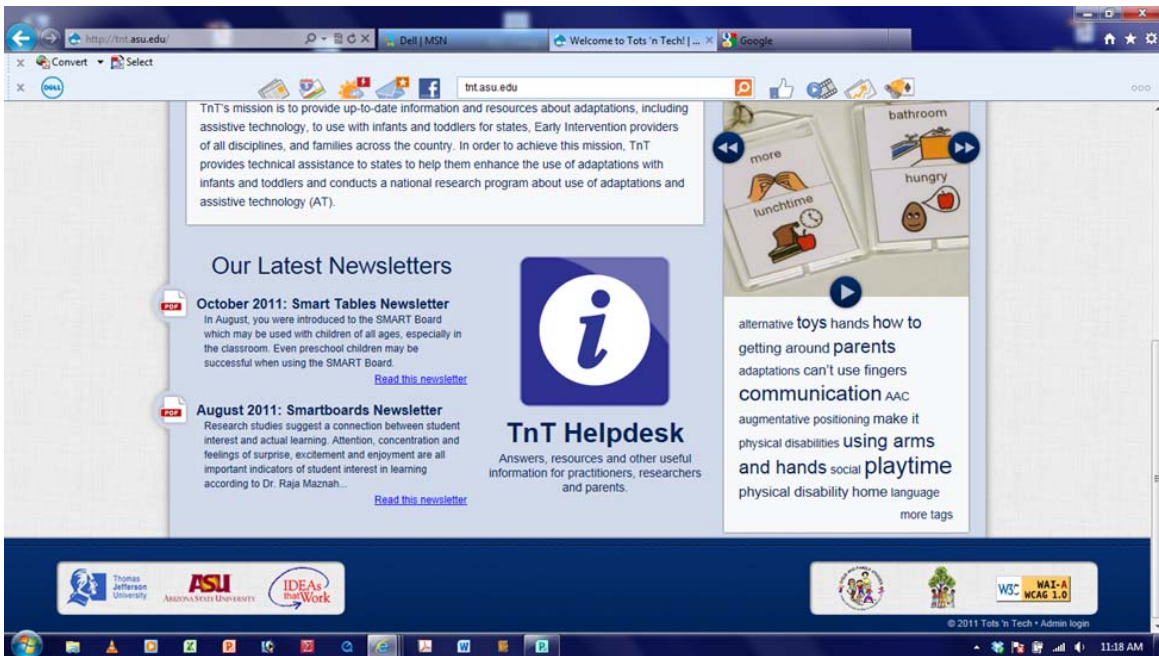 http://tnt.asu.edu/
Dell | MSN
Welcome to Tots 'n Tech! | ...
Google
Convert
Select
DELL
tnt.asu.edu
TnT's mission is to provide up-to-date information and resources about adaptations, including
assistive technology, to use with infants and toddlers for states, Early Intervention providers
of all disciplines, and families across the country. In order to achieve this mission, TnT
provides technical assistance to states to help them enhance the use of adaptations with
infants and toddlers and conducts a national research program about use of adaptations and
assistive technology (AT).
more
lunchtime
bathroom
hungry
Our Latest Newsletters
PDF
October 2011: Smart Tables Newsletter
In August, you were introduced to the SMART Board
which may be used with children of all ages, especially in
the classroom. Even preschool children may be
successful when using the SMART Board.
Read this newsletter
PDF
August 2011: Smartboards Newsletter
Research studies suggest a connection between student
interest and actual learning. Attention, concentration and
feelings of surprise, excitement and enjoyment are all
important indicators of student interest in learning
according to Dr. Raja Maznah...
Read this newsletter
i
TnT Helpdesk
Answers, resources and other useful
information for practitioners, researchers
and parents.
alternative toys hands how to
getting around parents
adaptations can't use fingers
communication AAC
augmentative positioning make it
physical disabilities using arms
and hands social playtime
physical disability home language
more tags
Thomas
Jefferson
University
ASU
ARIZONA STATE UNIVERSITY
IDEAs
that Work
W3C WAI-A
WCAG 1.0
© 2011 Tots 'n Tech • Admin login
11:18 AM